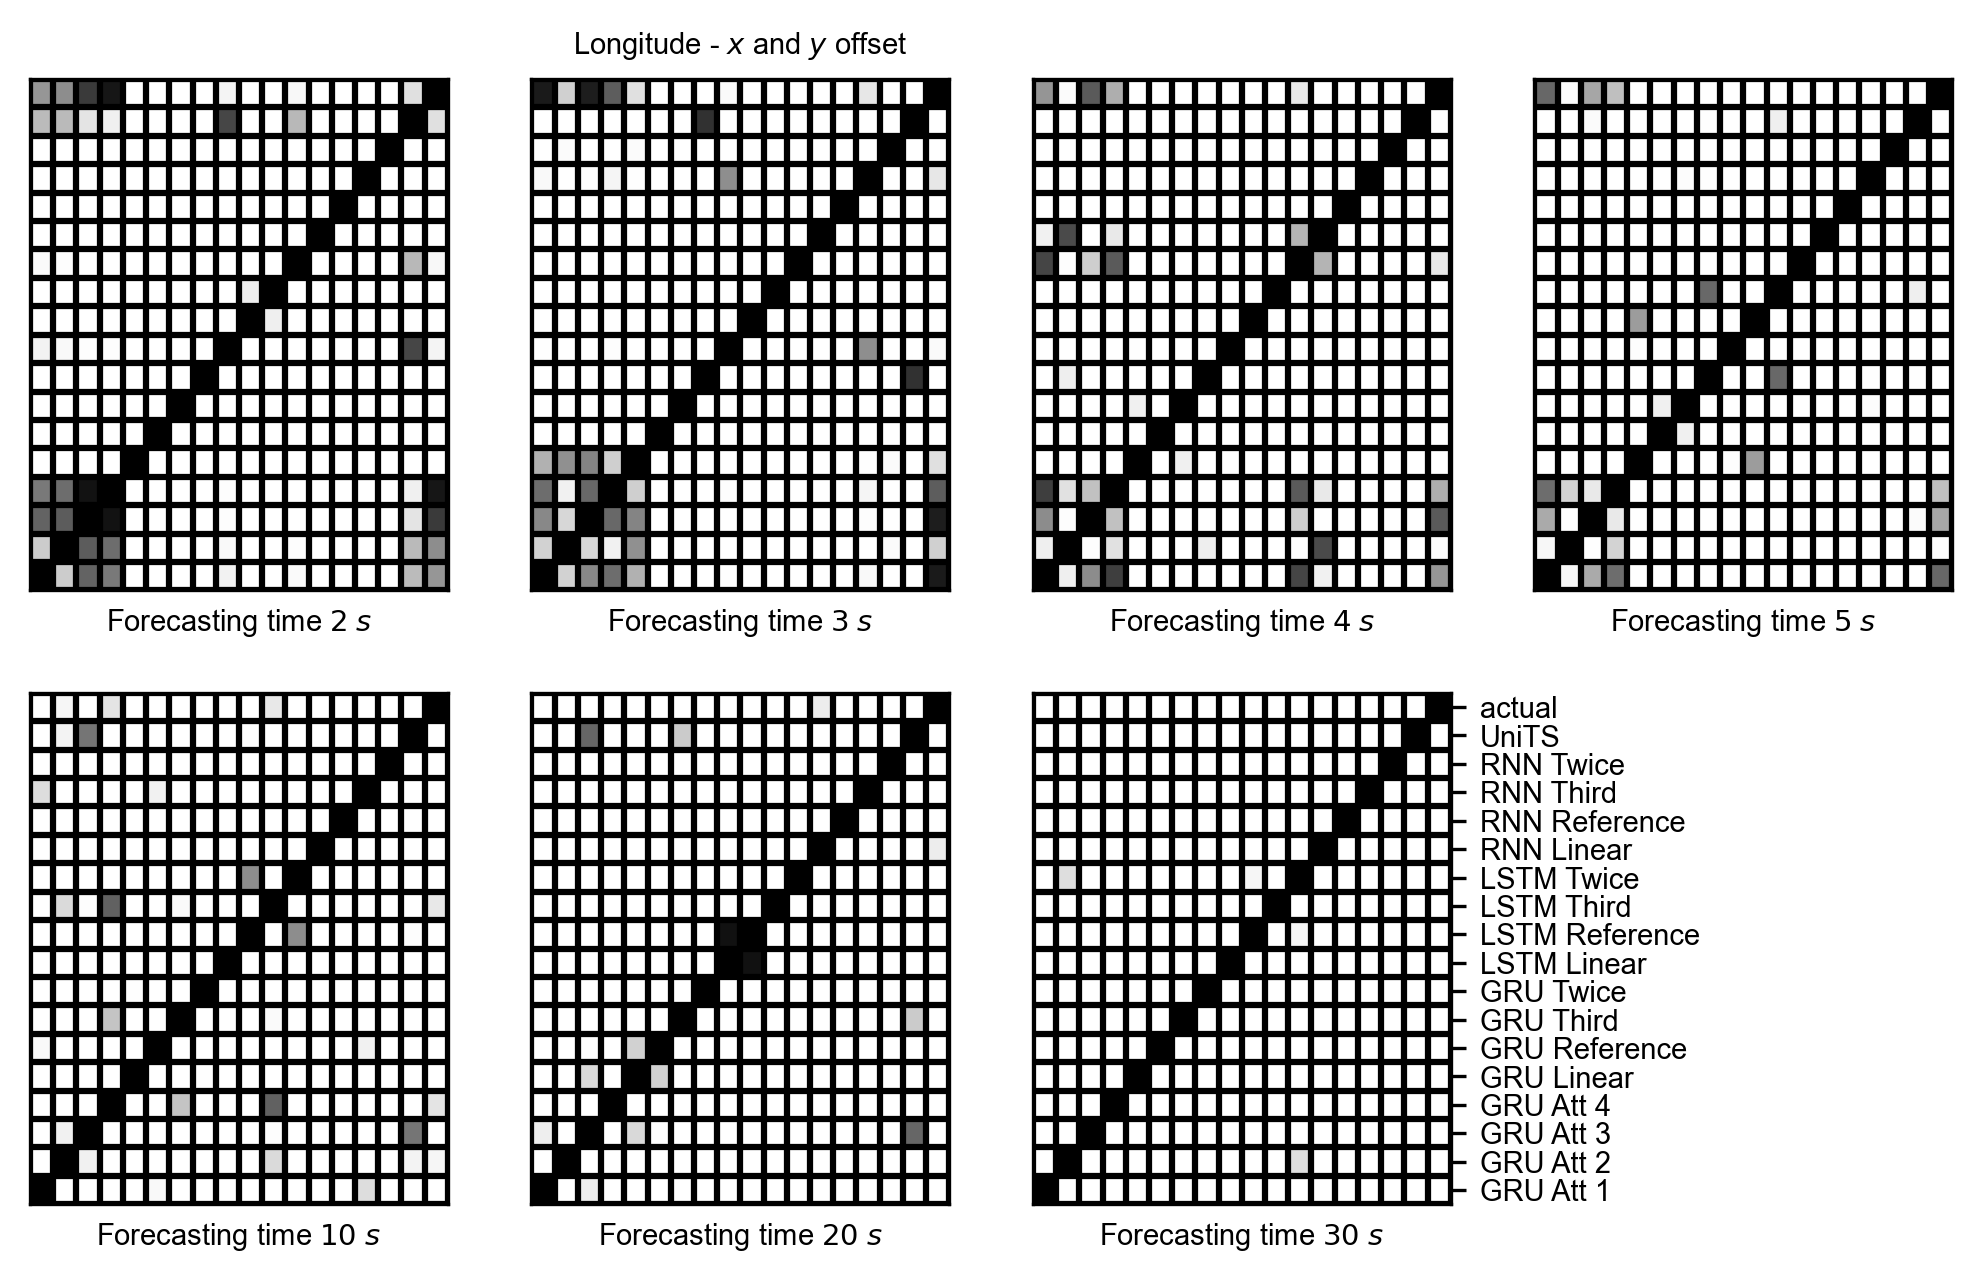 Longitude - x and y offset
Forecasting time 2 s
Forecasting time 3 s
Forecasting time 4 s
Forecasting time 5 s
actual
UniTS
RNN Twice
RNN Third
RNN Reference
RNN Linear
LSTM Twice
LSTM Third
LSTM Reference
LSTM Linear
GRU Twice
GRU Third
GRU Reference
GRU Linear
GRU Att 4
GRU Att 3
GRU Att 2
GRU Att 1
Forecasting time 10 s
Forecasting time 20 s
Forecasting time 30 s